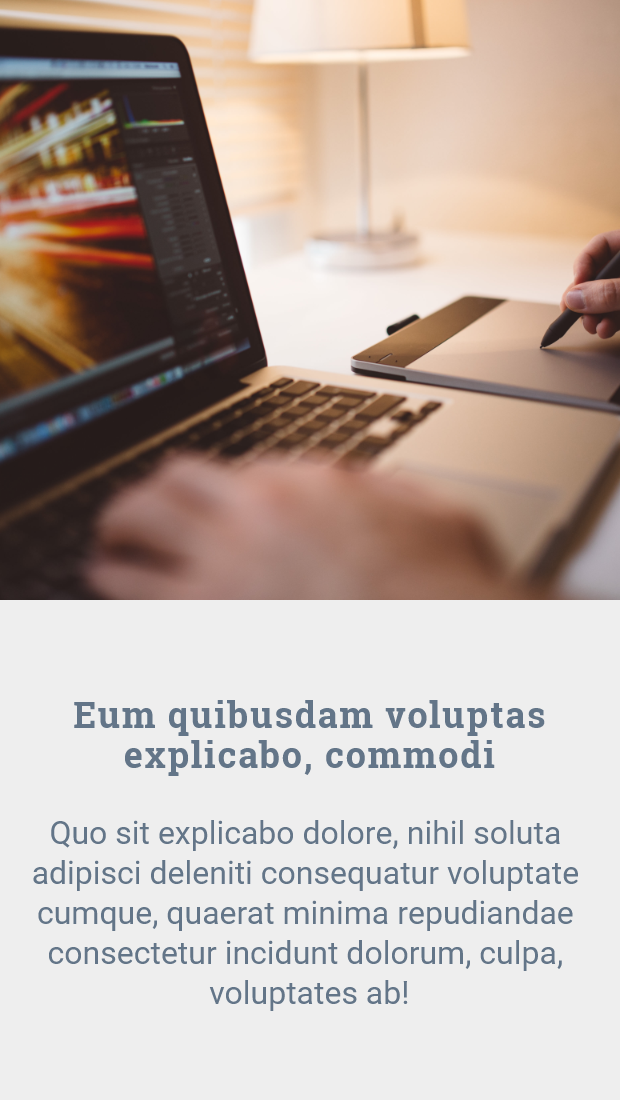 Eum quibusdam voluptas
explicabo, commodi
Quo sit explicabo dolore, nihil soluta
adipisci deleniti consequatur voluptate
cumque, quaerat minima repudiandae
consectetur incidunt dolorum, culpa,
voluptates ab!